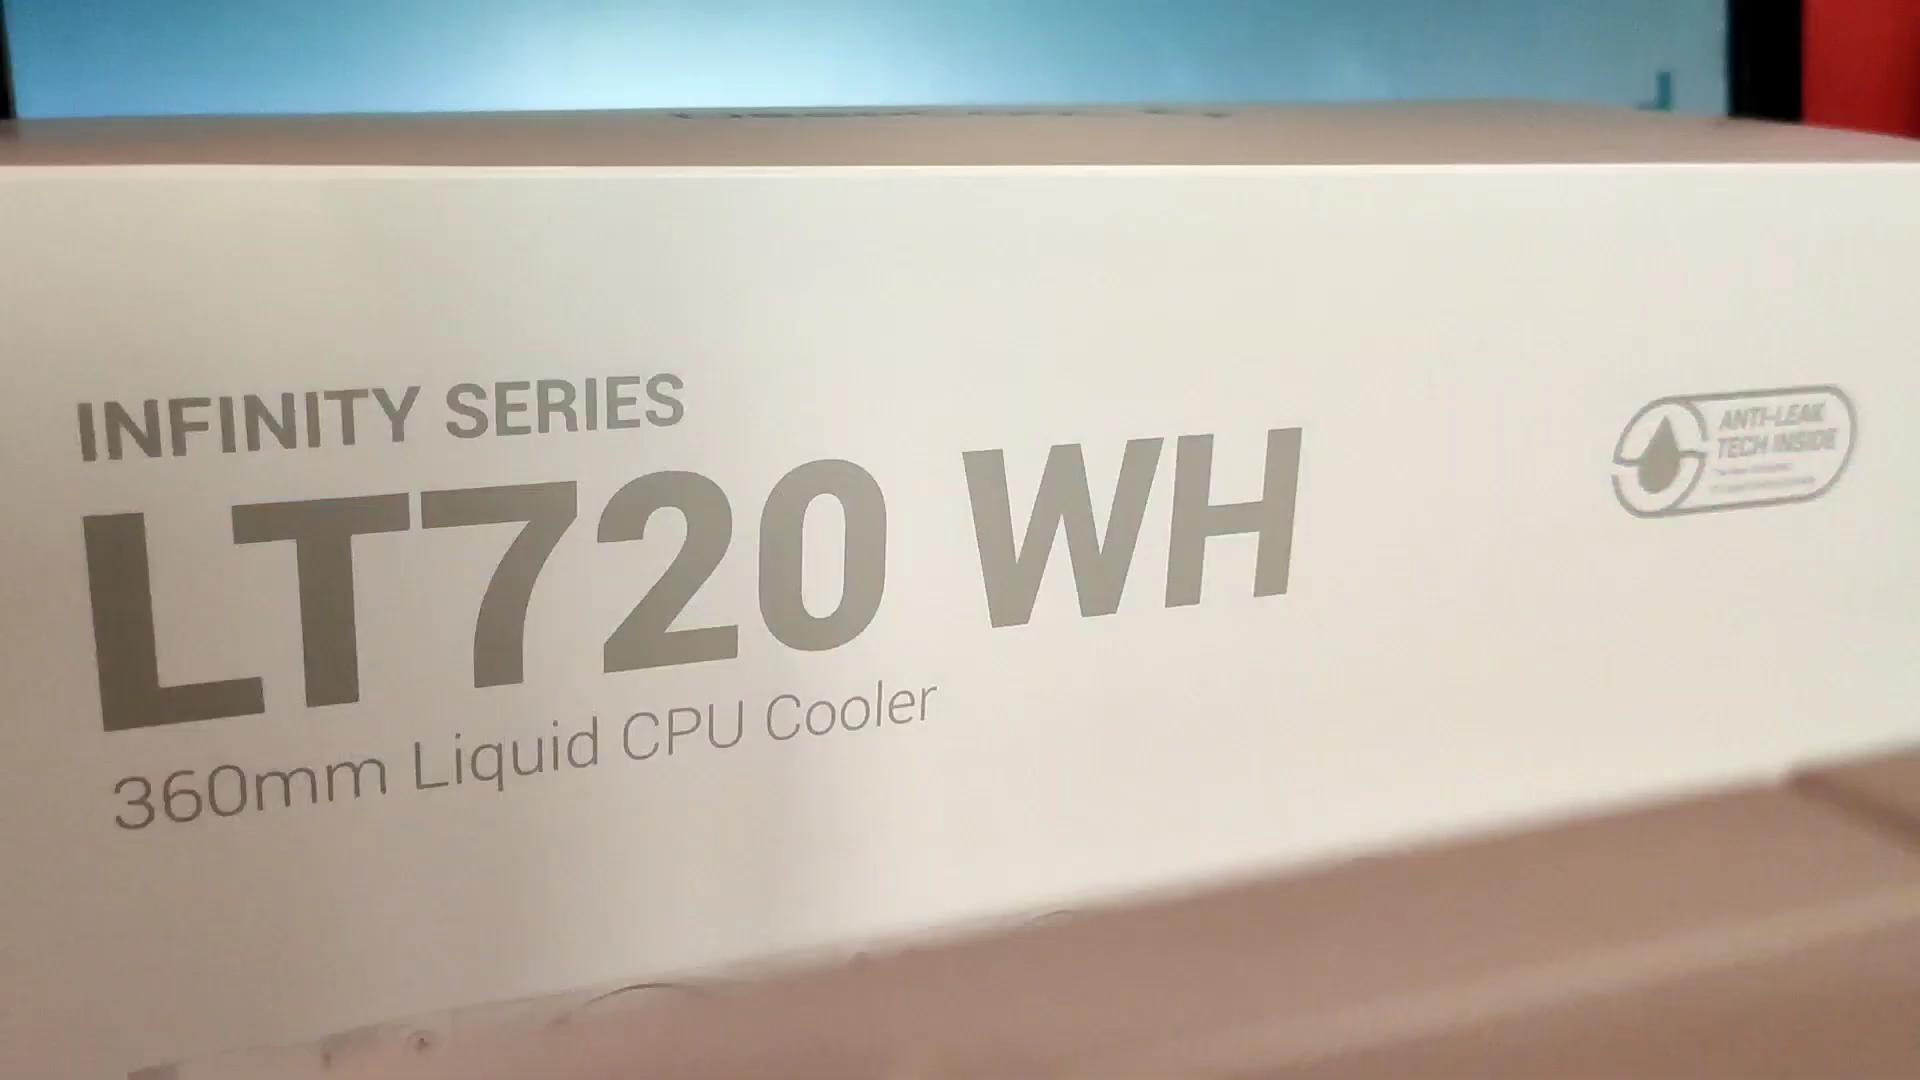 INFINITY SERIES
LT720 WH
360mm Liquid CPU Cooler
ANTI-LEAK
TECH INSIDE